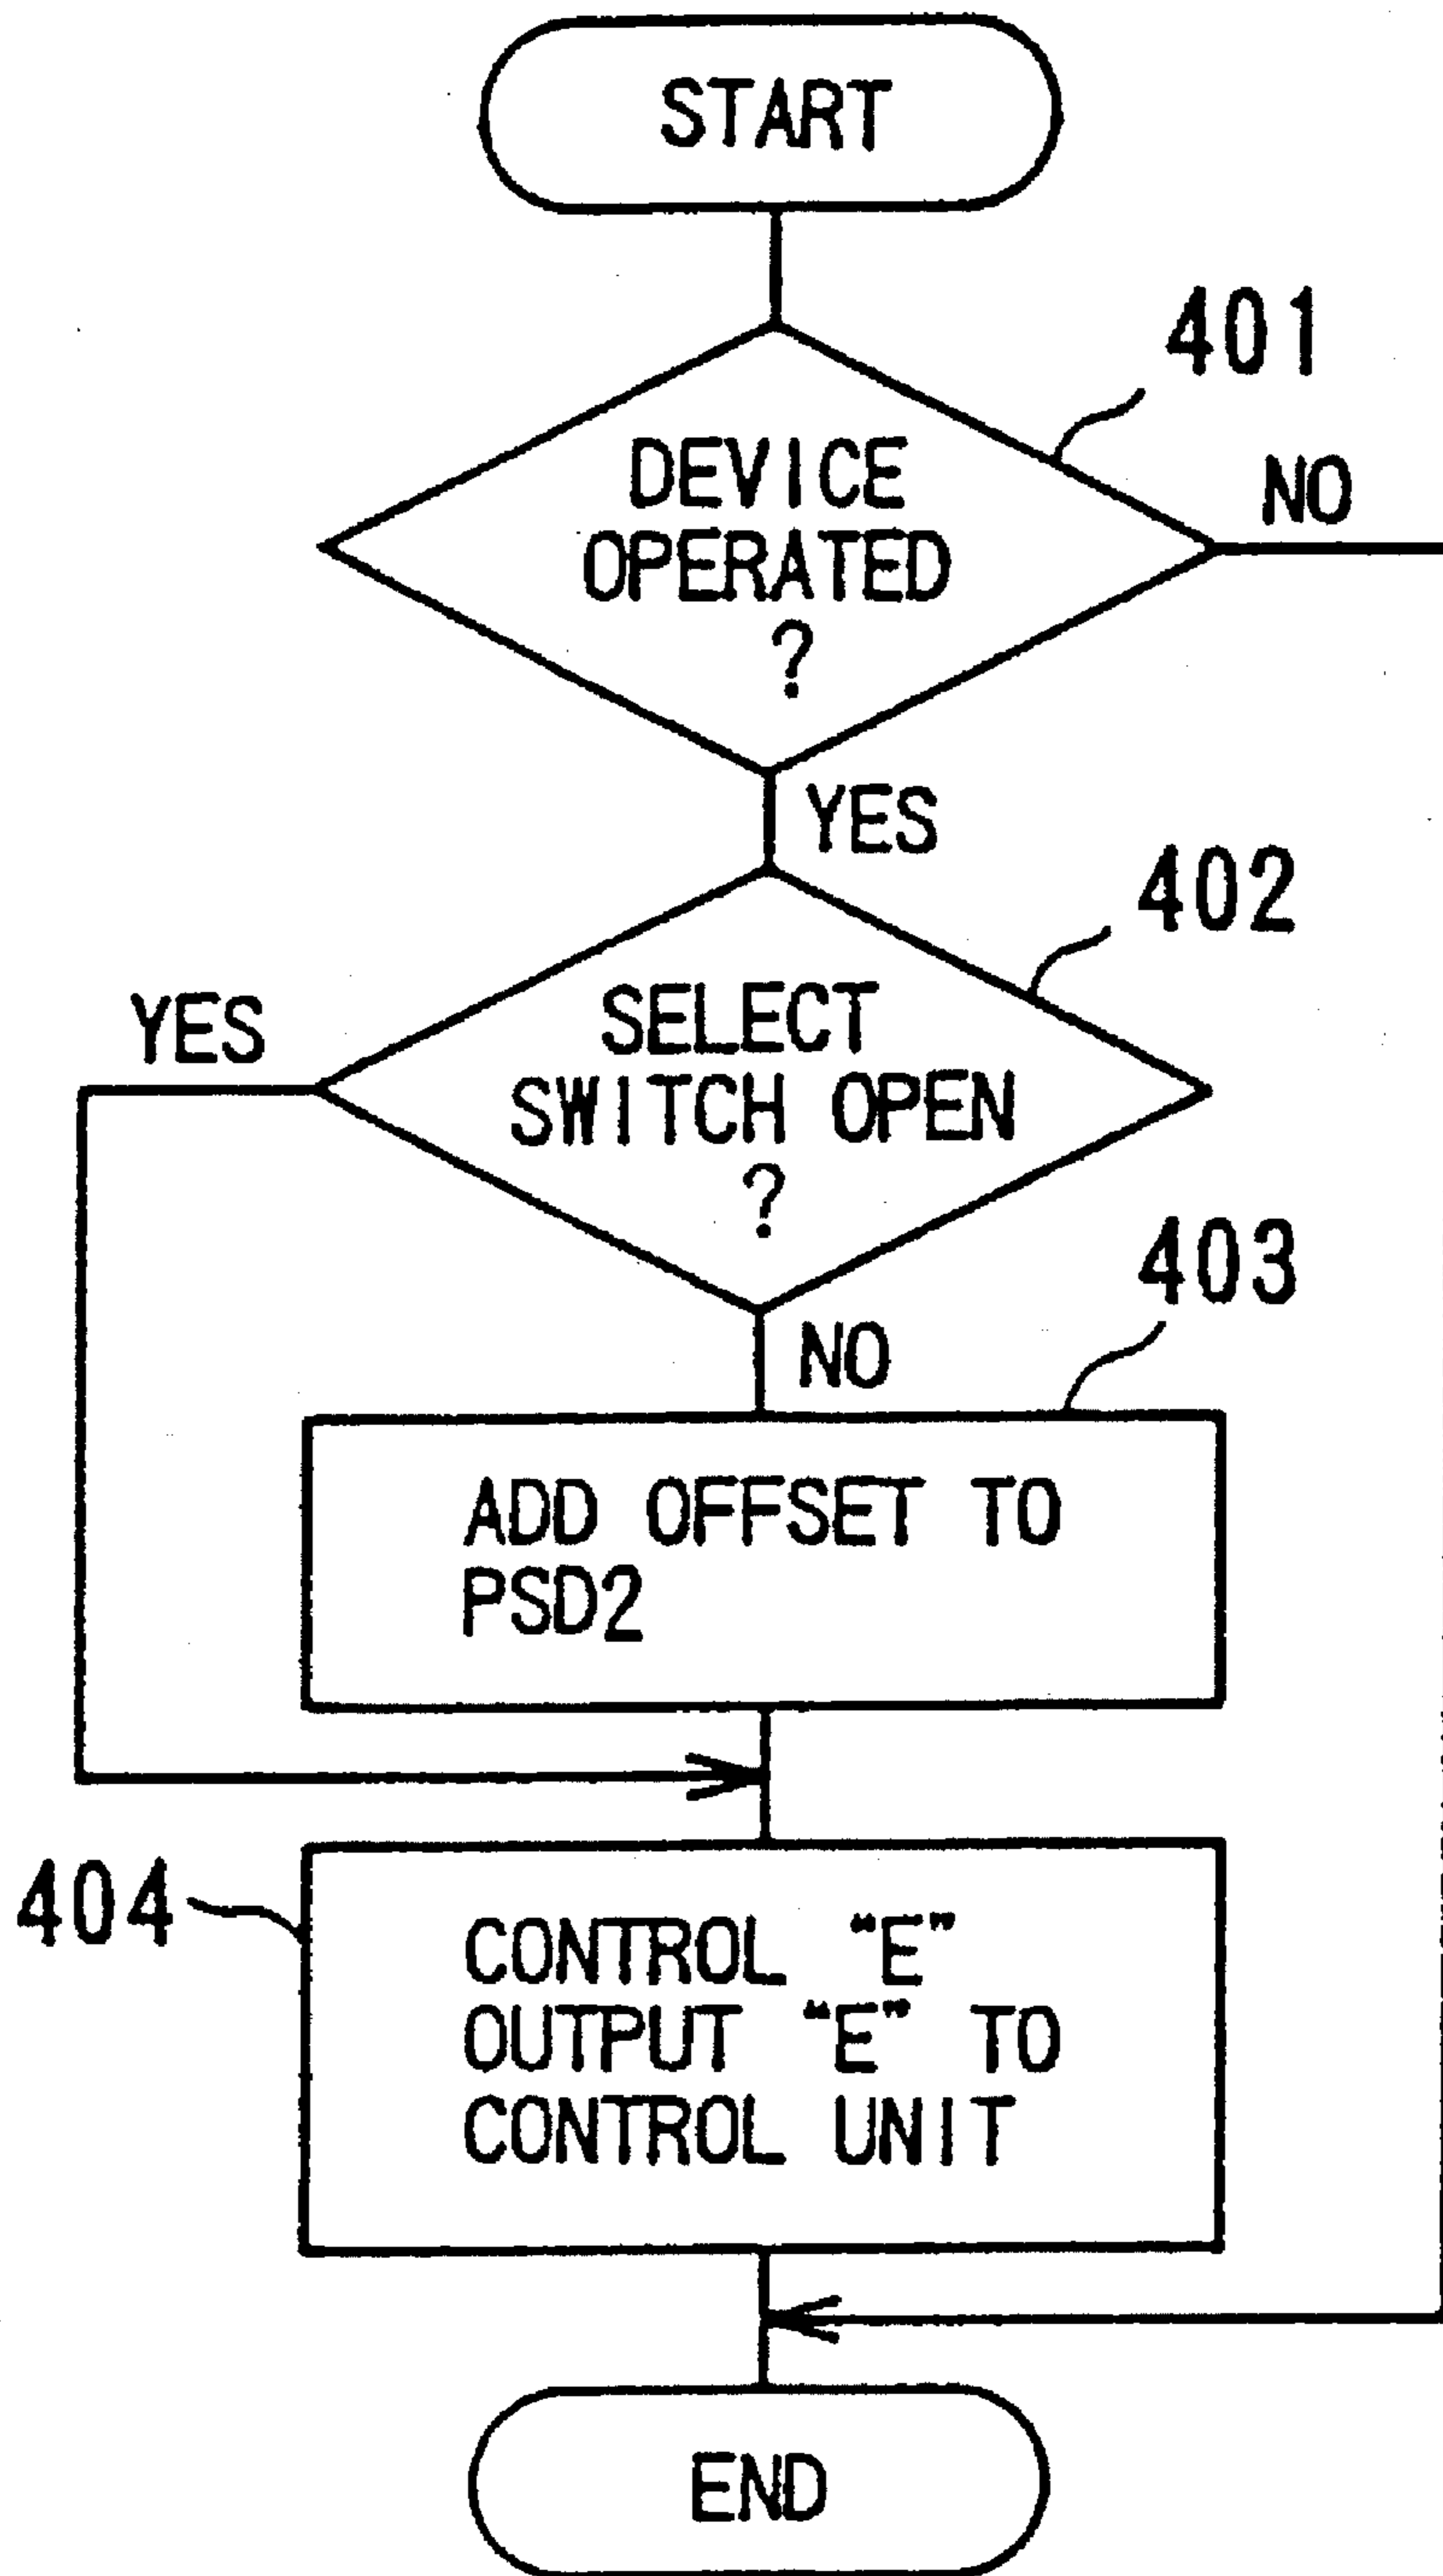 START
401
DEVICE
OPERATED
?
NO
YES
402
YES
SELECT
SWITCH OPEN
?
403
NO
ADD OFFSET TO
PSD2
404
CONTROL “E”
OUTPUT “E” TO
CONTROL UNIT
END